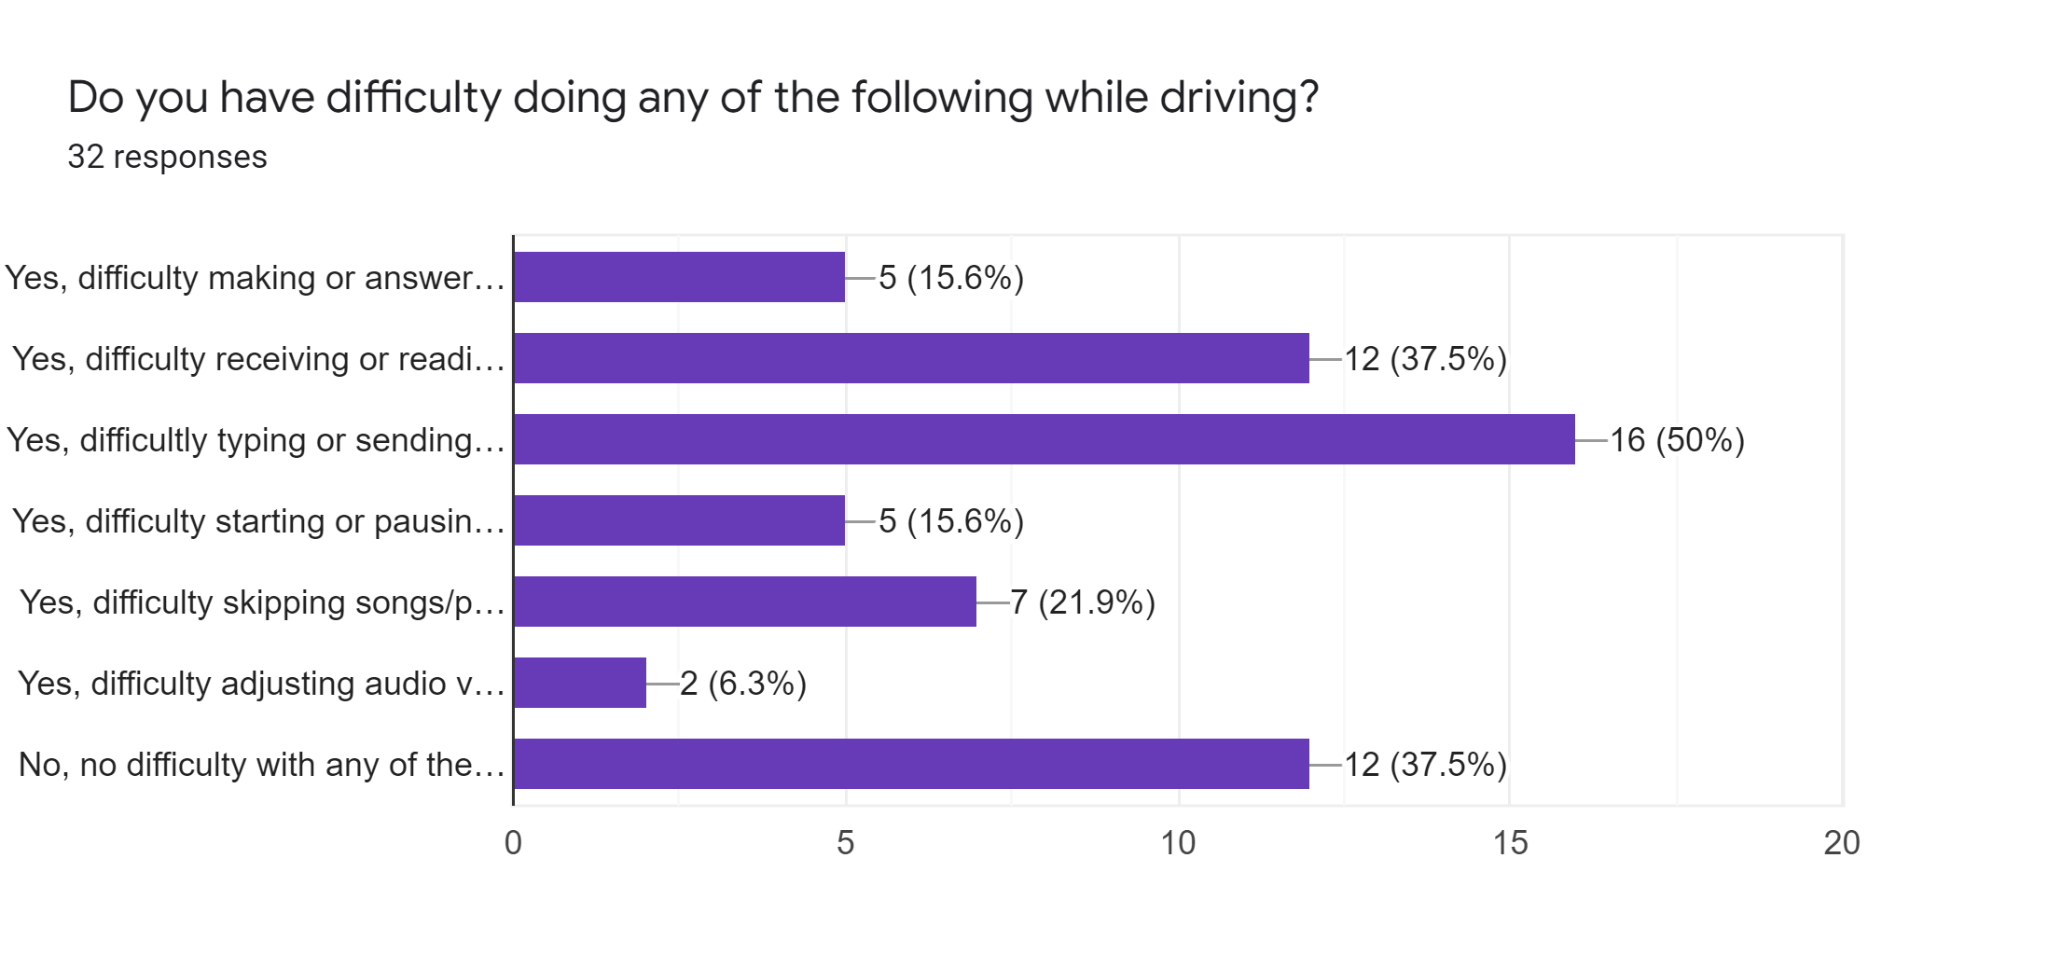 Do you have difficulty doing any of the following while driving?
32 responses
Yes, difficulty making or answer... 5 (15.6%)
Yes, difficulty receiving or readi... 12 (37.5%)
Yes, difficultly typing or sending... 16 (50%)
Yes, difficulty starting or pausin... 5 (15.6%)
Yes, difficulty skipping songs/p... 7 (21.9%)
Yes, difficulty adjusting audio v... 2 (6.3%)
No, no difficulty with any of the... 12 (37.5%)
0 5 10 15 20